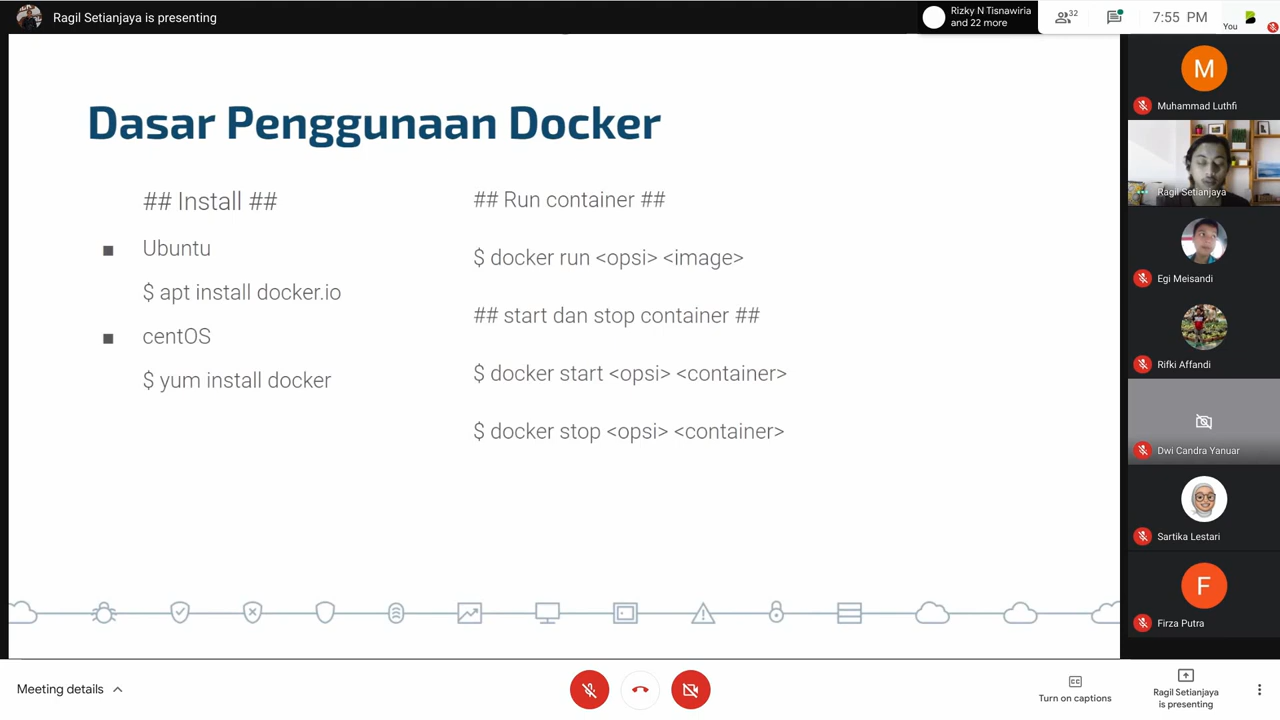 Ragil Setianjaya is presenting
Rizky N Tisnawiria
and 22 more
32
7:55 PM
You
Dasar Penggunaan Docker
## Install ##
Ubuntu
$ apt install docker.io
centOS
$ yum install docker
## Run container ##
$ docker run <opsi> <image>
## start dan stop container ##
$ docker start <opsi> <container>
$ docker stop <opsi> <container>
M
Muhammad Luthfi
Ragil Setianjaya
Egi Meisandi
Rifki Affandi
Dwi Candra Yanuar
Sartika Lestari
F
Firza Putra
Meeting details
Turn on captions
Ragil Setianjaya
is presenting